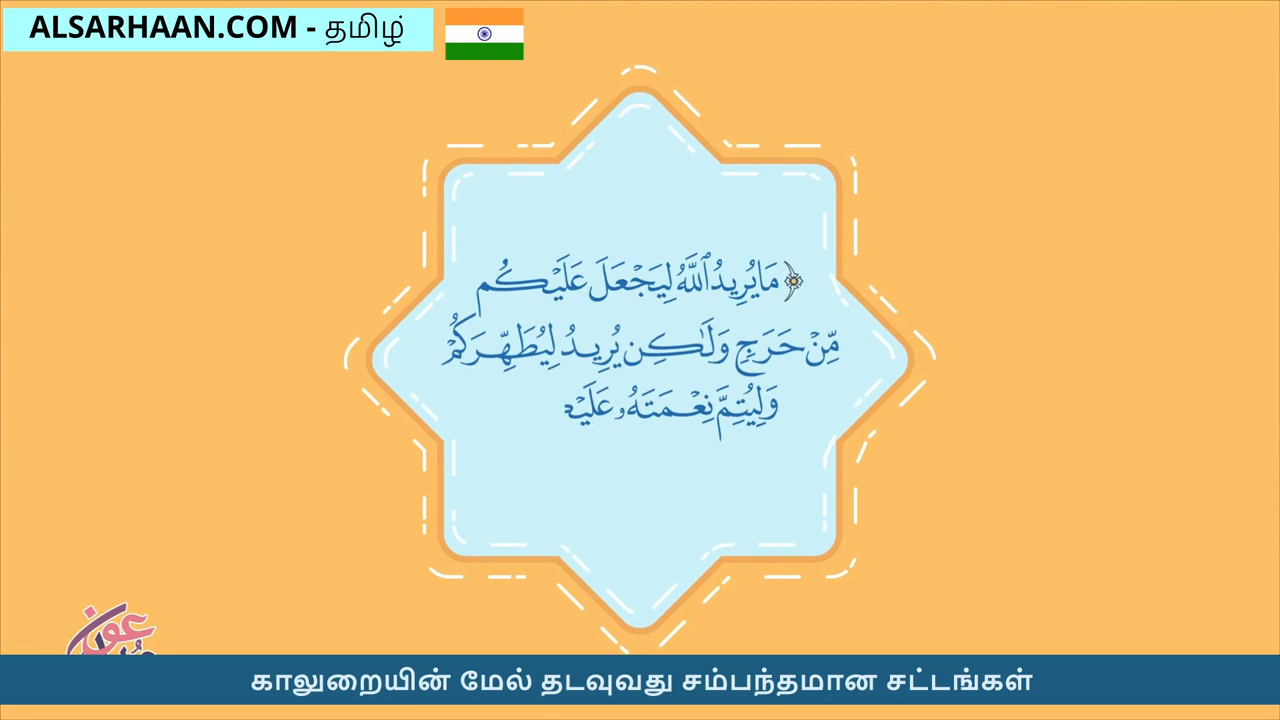 ALSARHAAN.COM - தமிழ்
﴿مَا يُرِيدُ ٱللَّهُ لِيَجْعَلَ عَلَيْكُم
مِّنْ حَرَجٍ وَلَٰكِن يُرِيدُ لِيُطَهِّرَكُمْ
وَلِيُتِمَّ نِعْمَتَهُۥ عَلَيْ
காலுறையின் மேல் தடவுவது சம்பந்தமான சட்டங்கள்